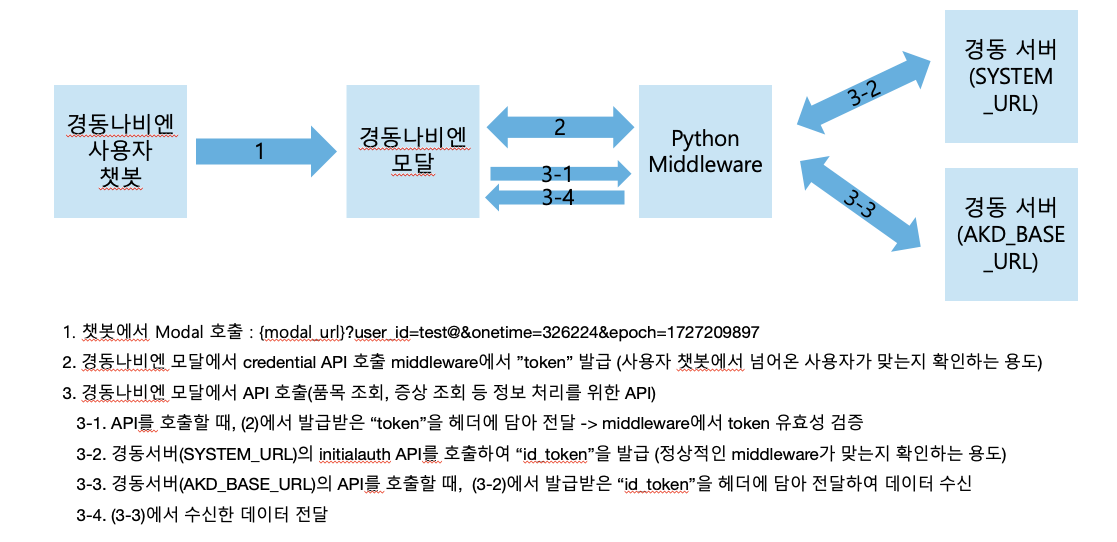 경동나비엔
사용자
챗봇
1
경동나비엔
모달
2
3-1
3-4
Python
Middleware
3-2
3-3
경동 서버
(SYSTEM
_URL)
경동 서버
(AKD_BASE
_URL)
1. 챗봇에서 Modal 호출 : {modal_url}?user_id=test@&onetime=326224&epoch=1727209897
2. 경동나비엔 모달에서 credential API 호출 middleware에서 ”token” 발급 (사용자 챗봇에서 넘어온 사용자가 맞는지 확인하는 용도)
3. 경동나비엔 모달에서 API 호출(품목 조회, 증상 조회 등 정보 처리를 위한 API)
3-1. API를 호출할 때, (2)에서 발급받은 “token”을 헤더에 담아 전달 -> middleware에서 token 유효성 검증
3-2. 경동서버(SYSTEM_URL)의 initialauth API를 호출하여 “id_token”을 발급 (정상적인 middleware가 맞는지 확인하는 용도)
3-3. 경동서버(AKD_BASE_URL)의 API를 호출할 때, (3-2)에서 발급받은 “id_token”을 헤더에 담아 전달하여 데이터 수신
3-4. (3-3)에서 수신한 데이터 전달